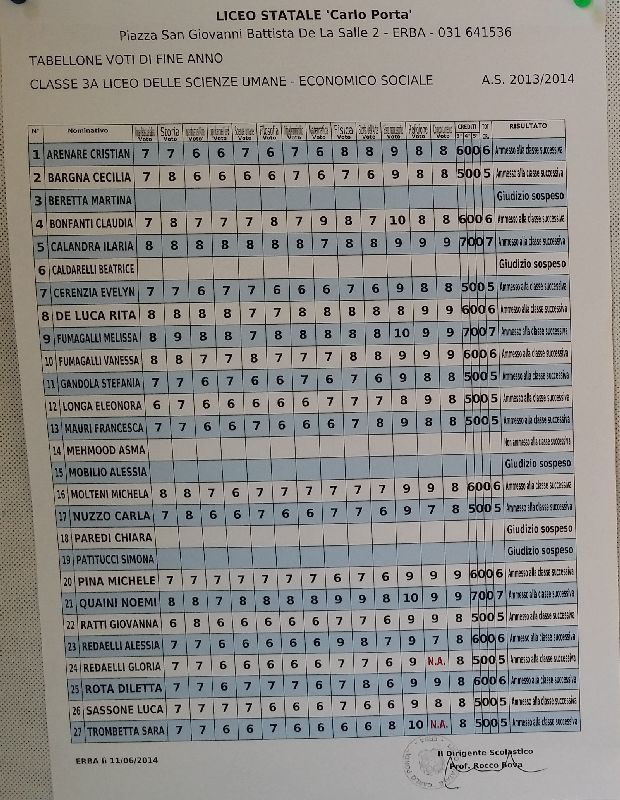 LICEO STATALE 'Carlo Porta'
Piazza San Giovanni Battista De La Salle 2 - ERBA - 031 641536
TABELLONE VOTI DI FINE ANNO
CLASSE 3A LICEO DELLE SCIENZE UMANE - ECONOMICO SOCIALE A.S. 2013/2014
N° Nominativo Storia Filosofia Fisica CREDITI RISULTATO
Voto Voto Voto Voto Voto Voto Voto Voto Voto Voto Voto Voto Voto
1 ARENARE CRISTIAN 7 7 6 6 7 6 7 6 8 8 9 8 8 6 0 0 6 Ammesso alla classe successiva
2 BARGNA CECILIA 7 8 6 6 6 6 7 6 7 6 9 8 8 5 0 0 5 Ammesso alla classe successiva
3 BERETTA MARTINA Giudizio sospeso
4 BONFANTI CLAUDIA 7 8 7 7 7 8 7 9 8 7 10 8 8 6 0 0 6 Ammesso alla classe successiva
5 CALANDRA ILARIA 8 8 8 8 8 8 7 8 8 9 9 9 7 0 0 7 Ammesso alla classe successiva
6 CALDARELLI BEATRICE Giudizio sospeso
7 CERENZIA EVELYN 7 7 6 7 7 6 6 7 6 7 6 9 8 8 5 0 0 5 Ammesso alla classe successiva
8 DE LUCA RITA 8 8 8 8 7 7 8 8 8 8 8 9 9 6 0 0 6 Ammesso alla classe successiva
9 FUMAGALLI MELISSA 8 9 8 8 7 8 8 8 8 8 10 9 9 7 0 0 7 Ammesso alla classe successiva
10 FUMAGALLI VANESSA 8 8 7 7 8 7 7 7 8 8 9 9 9 6 0 0 6 Ammesso alla classe successiva
11 GANDOLA STEFANIA 7 7 6 7 6 6 7 6 7 6 9 8 8 5 0 0 5 Ammesso alla classe successiva
12 LONGA ELEONORA 6 7 6 6 6 6 6 7 7 7 8 9 8 5 0 0 5 Ammesso alla classe successiva
13 MAURI FRANCESCA 7 7 6 6 7 6 6 6 7 8 9 8 8 5 0 0 5 Ammesso alla classe successiva
14 MEHMOOD ASMA Non ammesso alla classe successiva
15 MOBILIO ALESSIA Giudizio sospeso
16 MOLTENI MICHELA 8 8 7 6 7 7 7 7 7 7 9 9 8 6 0 0 6 Ammesso alla classe successiva
17 NUZZO CARLA 7 8 6 6 7 6 6 7 7 6 9 7 8 5 0 0 5 Ammesso alla classe successiva
18 PAREDI CHIARA Giudizio sospeso
19 PATITUCCI SIMONA Giudizio sospeso
20 PINA MICHELE 7 7 7 7 7 7 7 6 7 6 9 9 9 6 0 0 6 Ammesso alla classe successiva
21 QUAINI NOEMI 8 8 7 8 8 8 8 9 9 8 10 9 9 7 0 0 7 Ammesso alla classe successiva
22 RATTI GIOVANNA 6 8 6 6 6 6 6 7 7 6 9 9 8 5 0 0 5 Ammesso alla classe successiva
23 REDAELLI ALESSIA 7 7 6 6 6 6 6 9 8 7 9 7 8 6 0 0 6 Ammesso alla classe successiva
24 REDAELLI GLORIA 7 7 6 6 6 6 6 7 7 6 9 N.A. 8 5 0 0 5 Ammesso alla classe successiva
25 ROTA DILETTA 7 7 6 7 7 7 6 7 8 6 9 9 8 6 0 0 6 Ammesso alla classe successiva
26 SASSONE LUCA 7 7 7 7 6 6 6 7 6 6 9 8 8 5 0 0 5 Ammesso alla classe successiva
27 TROMBETTA SARA 7 7 6 6 7 6 6 6 6 8 10 N.A. 8 5 0 0 5 Ammesso alla classe successiva
ERBA li 11/06/2014
Il Dirigente Scolastico
Prof. Rocco Bova